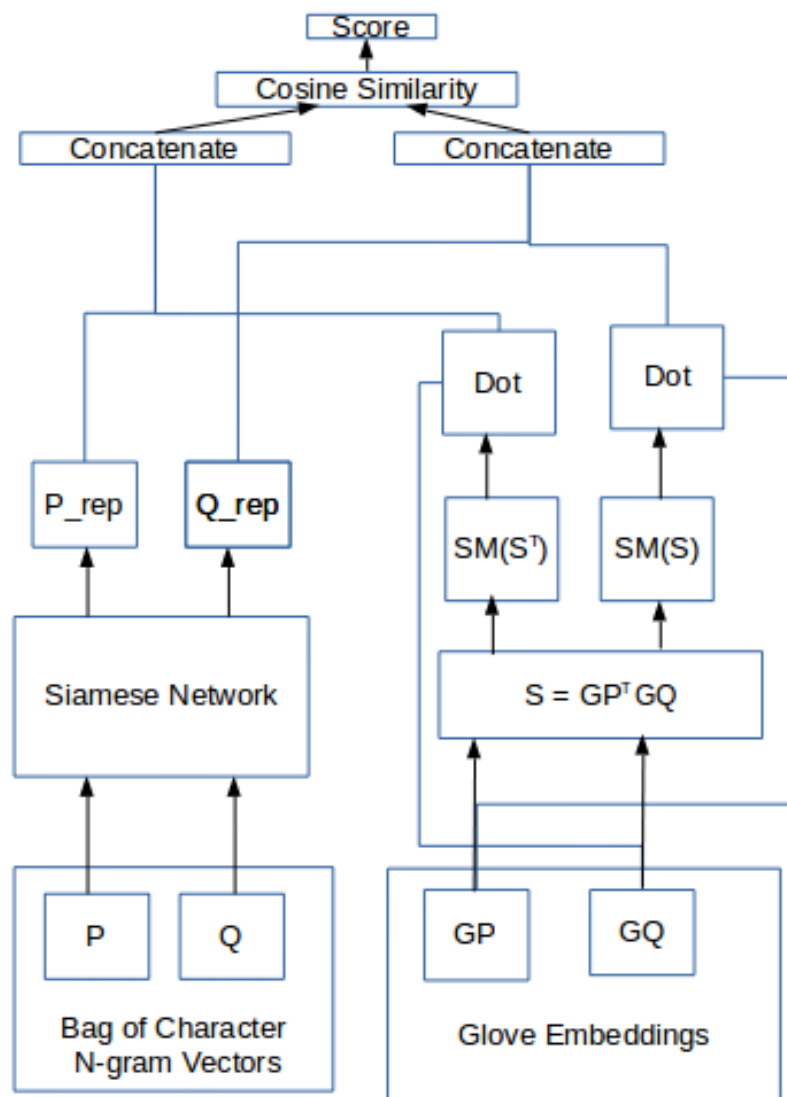 Score
Cosine Similarity
Concatenate
Concatenate
Dot
Dot
P_rep
Q_rep
SM(Sᵀ)
SM(S)
Siamese Network
S = GPᵀGQ
P
Q
GP
GQ
Bag of Character
N-gram Vectors
Glove Embeddings